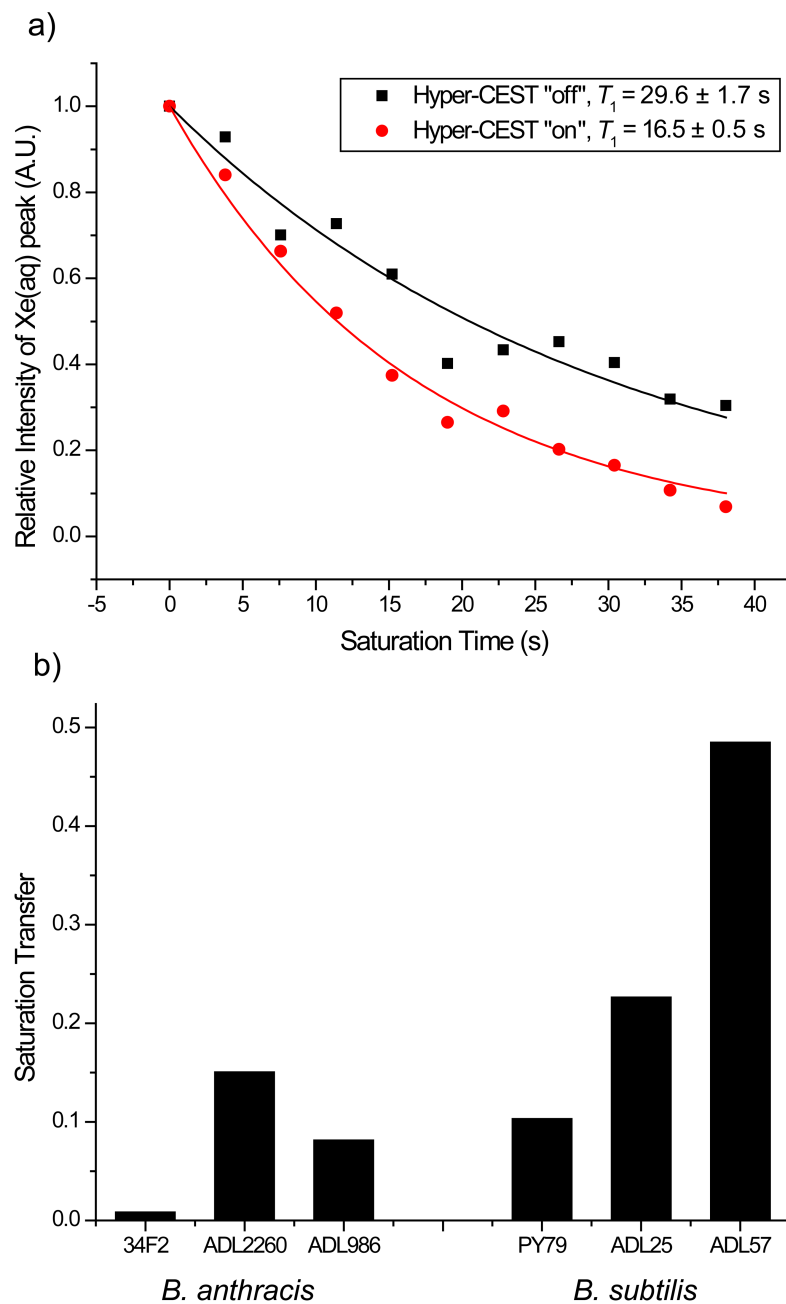 a)
Hyper-CEST "off", T1 = 29.6 ± 1.7 s
Hyper-CEST "on", T1 = 16.5 ± 0.5 s
Relative Intensity of Xe(aq) peak (A.U.)
1.0
0.8
0.6
0.4
0.2
0.0
-5 0 5 10 15 20 25 30 35 40
Saturation Time (s)
b)
Saturation Transfer
0.5
0.4
0.3
0.2
0.1
0.0
34F2 ADL2260 ADL986 PY79 ADL25 ADL57
B. anthracis B. subtilis